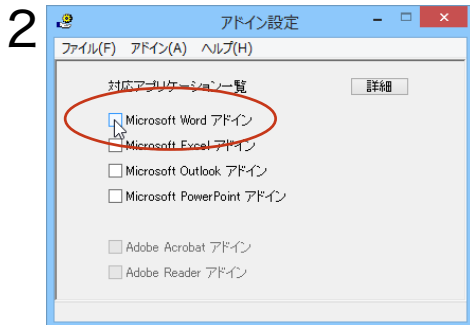 2
アドイン設定
ファイル(F) アドイン(A) ヘルプ(H)
対応アプリケーション一覧 詳細
Microsoft Word アドイン
Microsoft Excel アドイン
Microsoft Outlook アドイン
Microsoft PowerPoint アドイン
Adobe Acrobat アドイン
Adobe Reader アドイン